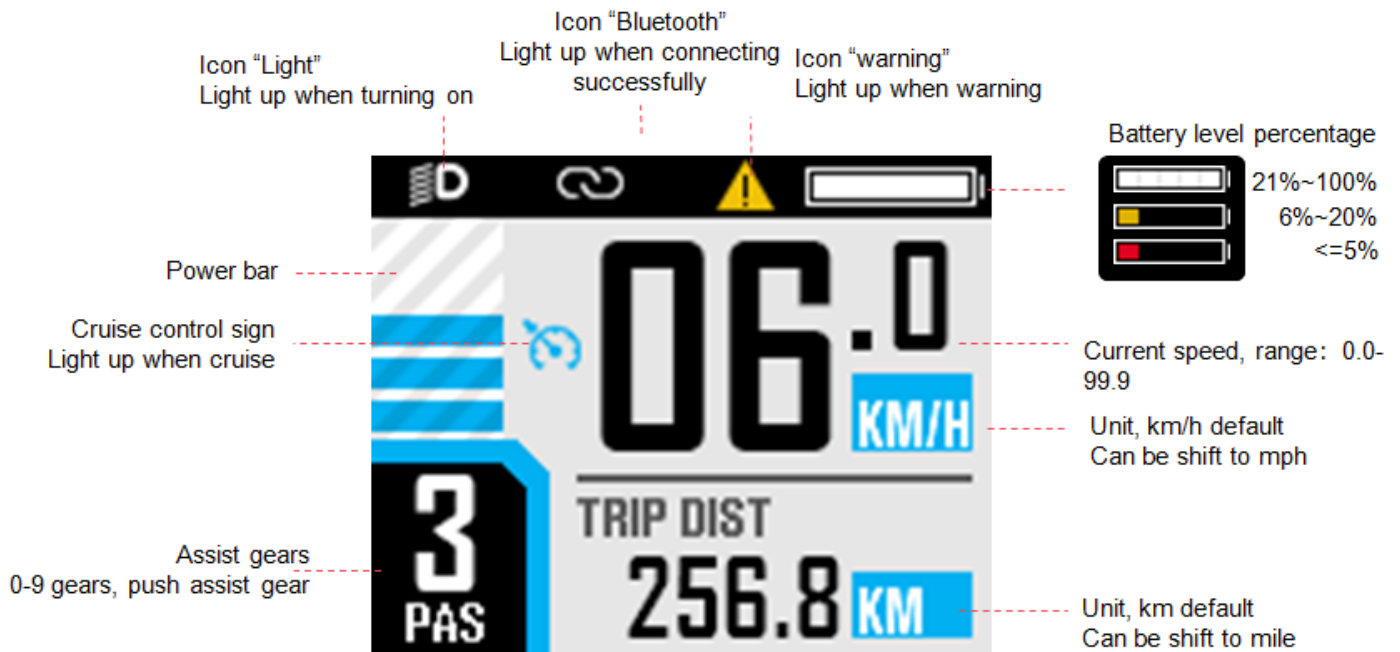 Icon “Bluetooth”
Light up when connecting
successfully
Icon “Light”
Light up when turning on
Icon “warning”
Light up when warning
Battery level percentage
21%~100%
6%~20%
<=5%
Power bar
Cruise control sign
Light up when cruise
06.0
KM/H
Current speed, range: 0.0-
99.9
Unit, km/h default
Can be shift to mph
TRIP DIST
256.8 KM
3
PAS
Assist gears
0-9 gears, push assist gear
Unit, km default
Can be shift to mile